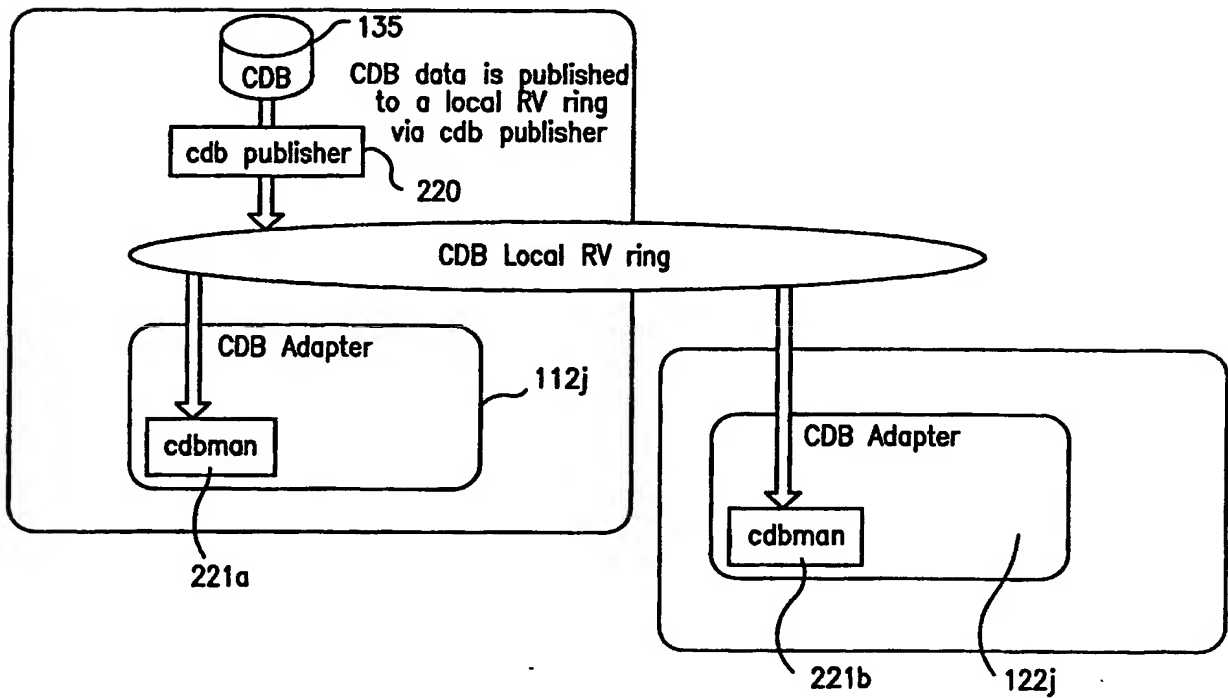 135
CDB
CDB data is published
to a local RV ring
via cdb publisher
cdb publisher
220
CDB Local RV ring
CDB Adapter
112j
cdbman
221a
CDB Adapter
cdbman
221b
122j